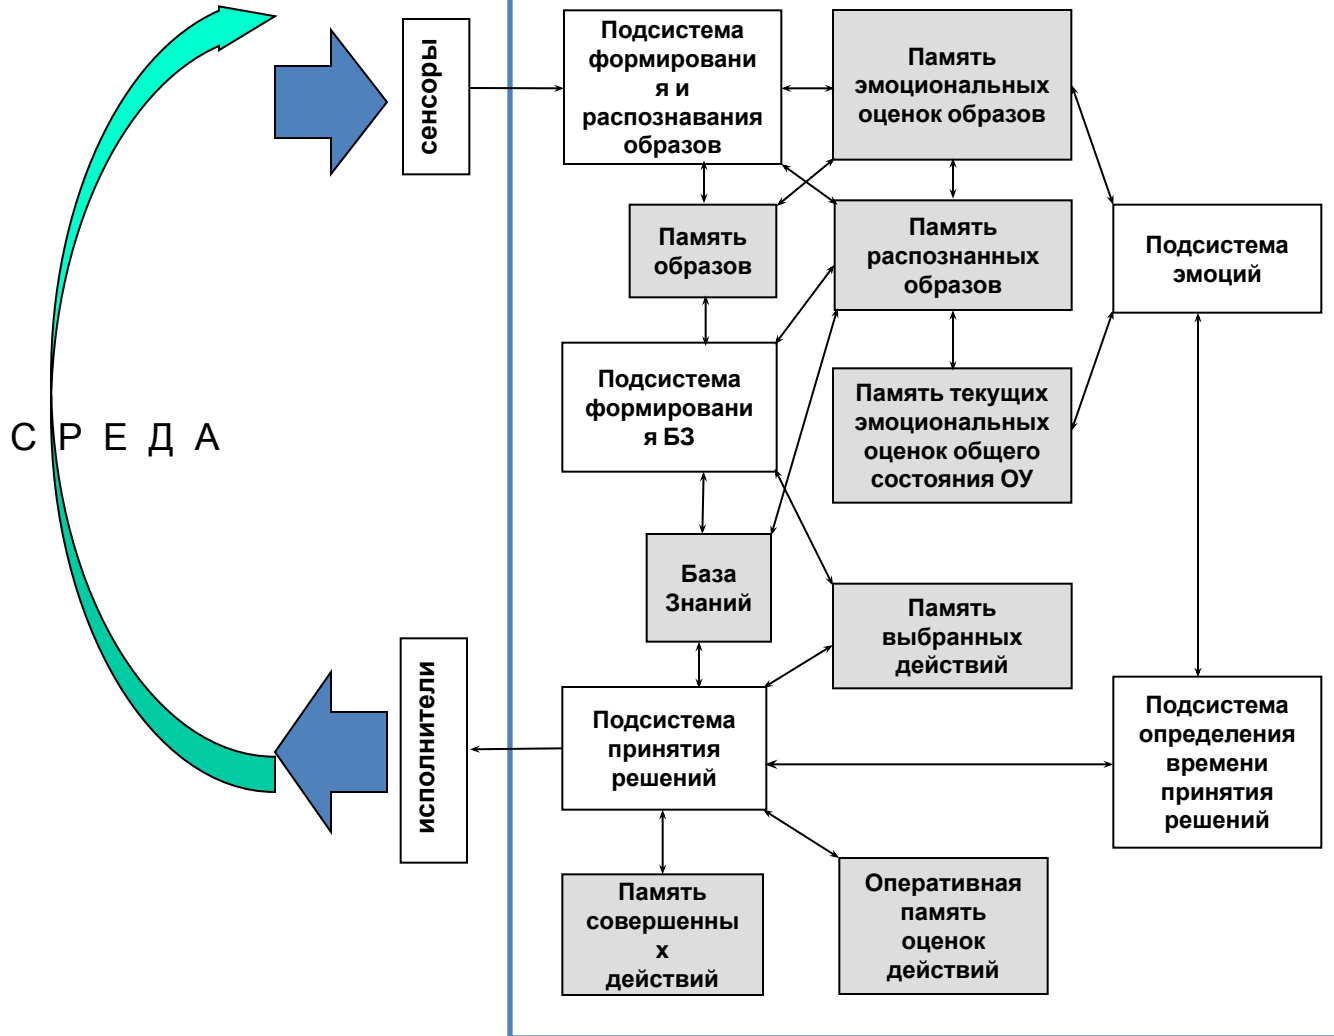 сенсоры
Подсистема
формировани
я и
распознавания
образов
Память
эмоциональных
оценок образов
Память
образов
Память
распознанных
образов
Подсистема
эмоций
Подсистема
формировани
я БЗ
Память текущих
эмоциональных
оценок общего
состояния ОУ
С Р Е Д А
База
Знаний
Память
выбранных
действий
исполнители
Подсистема
принятия
решений
Подсистема
определения
времени
принятия
решений
Память
совершенны
х
действий
Оперативная
память
оценок
действий